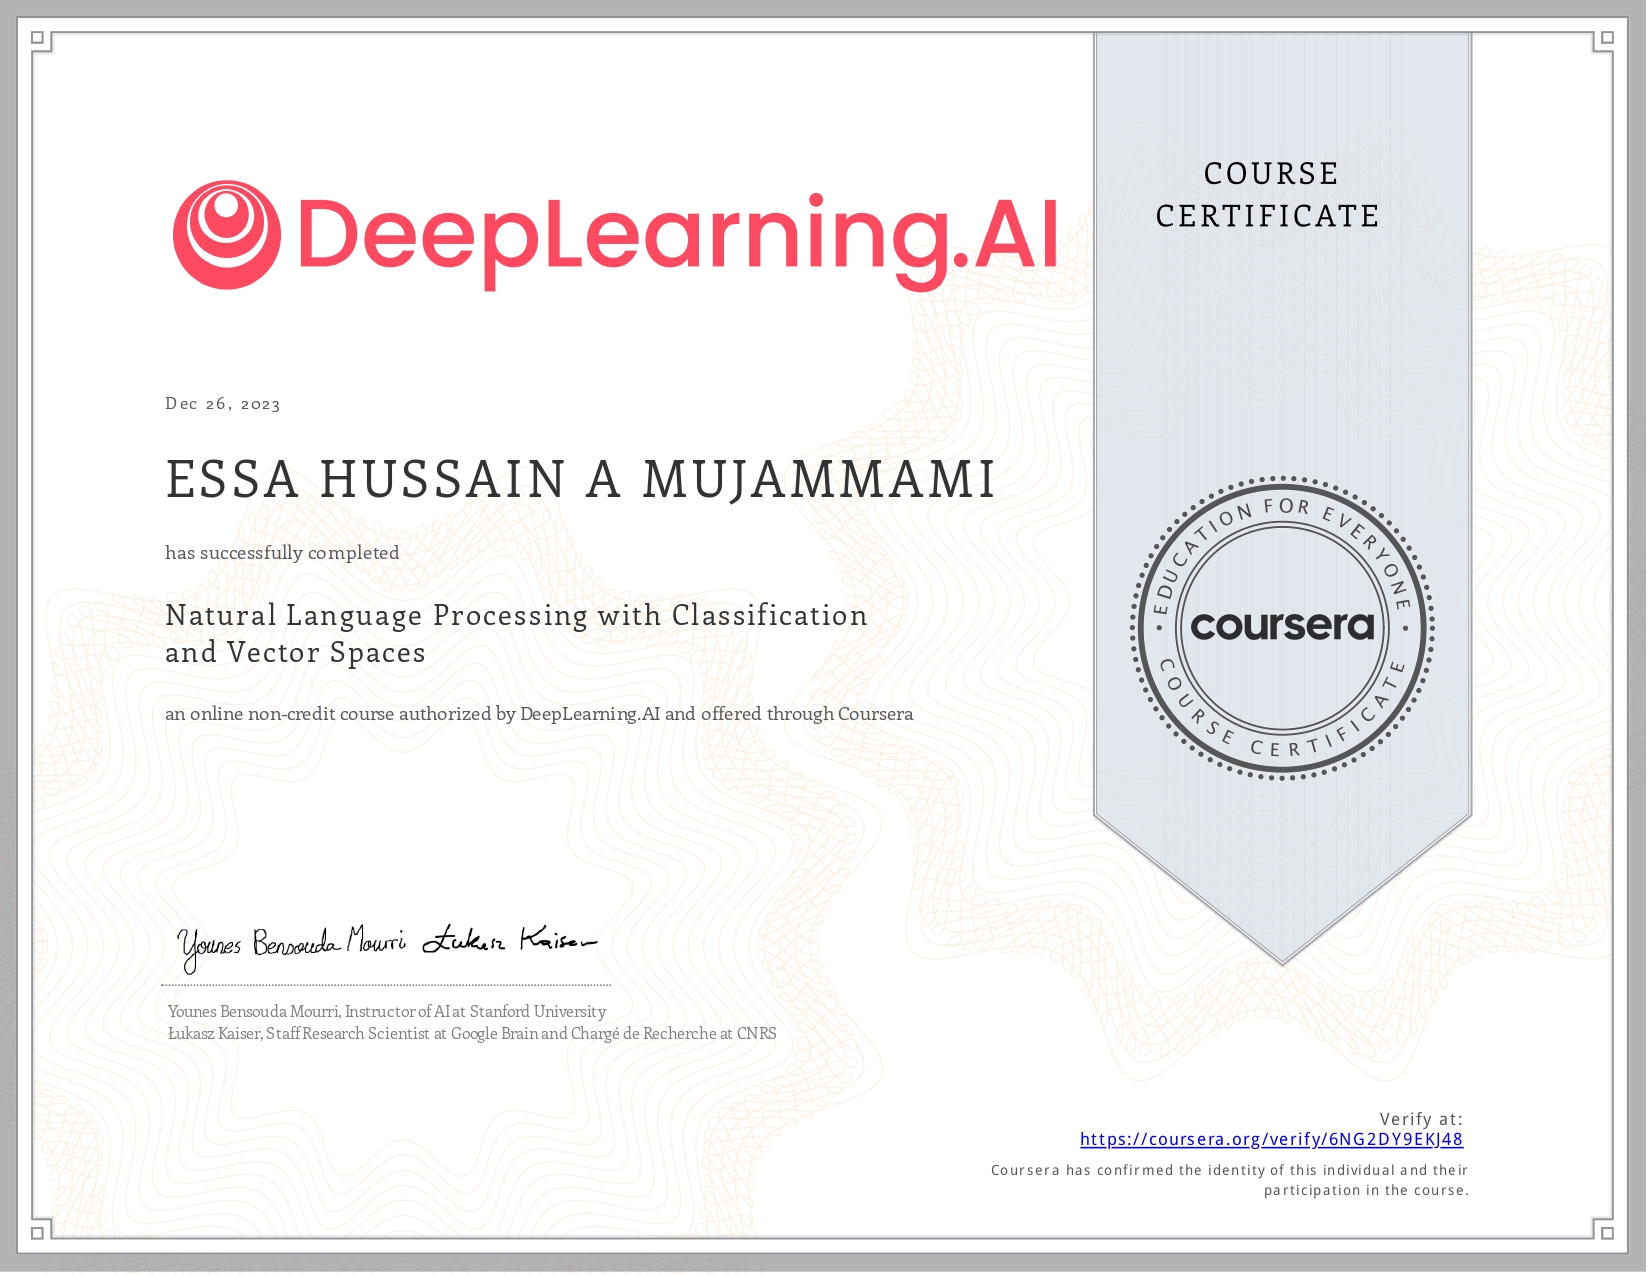 DeepLearning.AI
COURSE
CERTIFICATE
Dec 26, 2023
ESSA HUSSAIN A MUJAMMAMI
has successfully completed
Natural Language Processing with Classification
and Vector Spaces
an online non-credit course authorized by DeepLearning.AI and offered through Coursera
EDUCATION FOR EVERYONE
coursera
COURSE CERTIFICATE
Younes Bensouda Mourri Łukasz Kaiser
Younes Bensouda Mourri, Instructor of AI at Stanford University
Łukasz Kaiser, Staff Research Scientist at Google Brain and Chargé de Recherche at CNRS
Verify at:
https://coursera.org/verify/6NG2DY9EKJ48
Coursera has confirmed the identity of this individual and their
participation in the course.